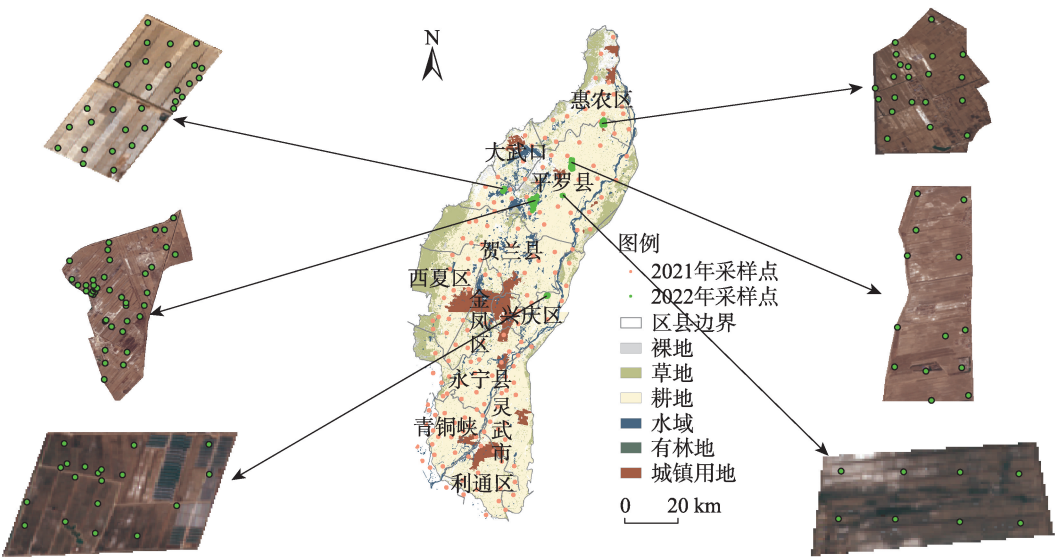 N
惠农区
大武口
平罗县
贺兰县
西夏区
金凤区
兴庆区
永宁县
灵武市
青铜峡
利通区
图例
2021年采样点
2022年采样点
区县边界
裸地
草地
耕地
水域
有林地
城镇用地
0 20 km